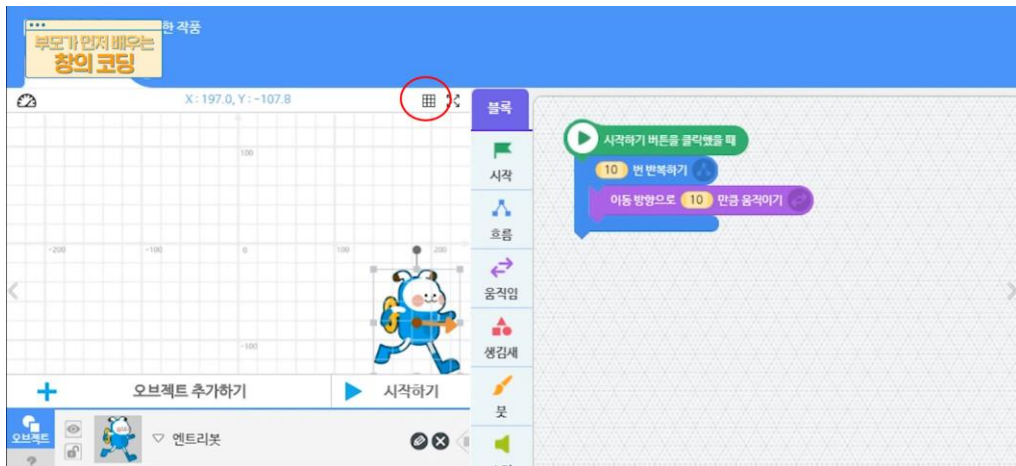 한 작품
부모가 먼저 배우는
창의 코딩
X : 197.0, Y : -107.8
100
-200 -100 0 100 200
-100
오브젝트 추가하기
시작하기
오브젝트
?
엔트리봇
블록
시작
흐름
움직임
생김새
붓
시작하기 버튼을 클릭했을 때
10 번 반복하기
이동 방향으로 10 만큼 움직이기